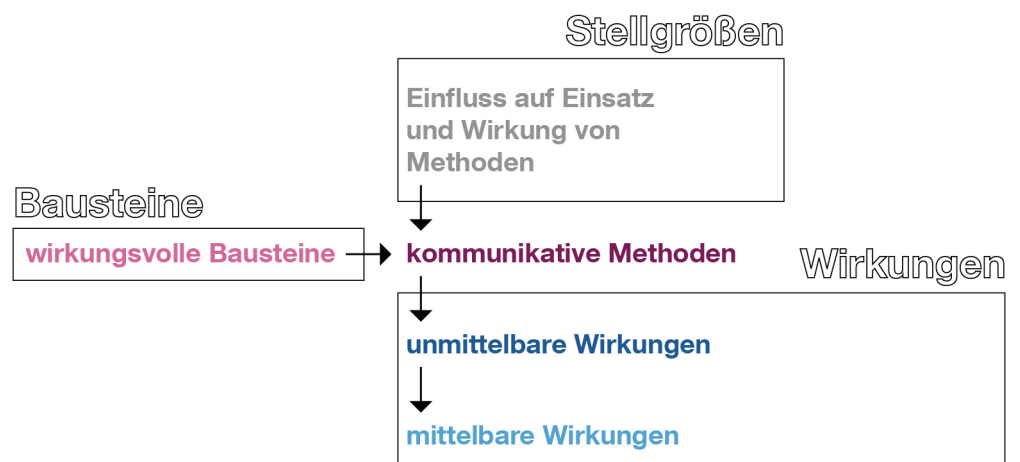 Stellgrößen
Einfluss auf Einsatz
und Wirkung von
Methoden
Bausteine
wirkungsvolle Bausteine
kommunikative Methoden
Wirkungen
unmittelbare Wirkungen
mittelbare Wirkungen